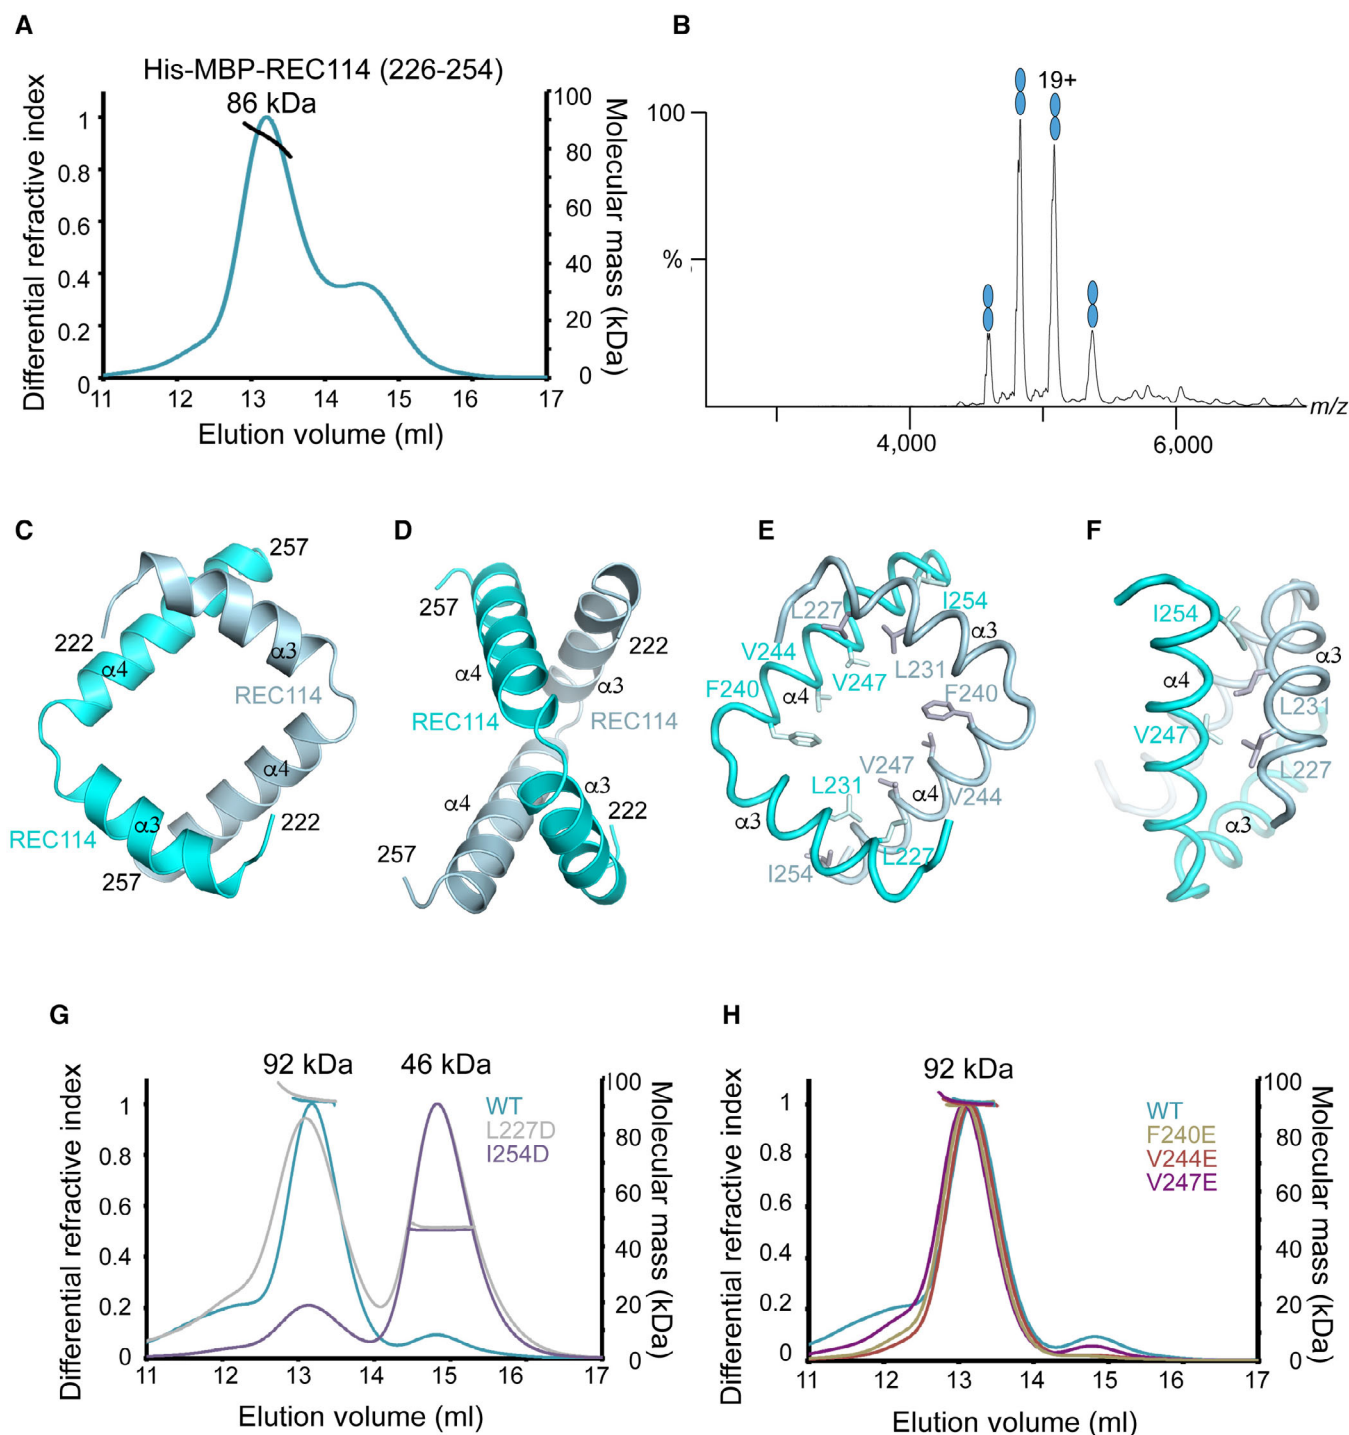 A
His-MBP-REC114 (226-254)
86 kDa
Differential refractive index
1
0.8
0.6
0.4
0.2
0
100
80
60
40
20
0
Molecular mass (kDa)
11 12 13 14 15 16 17
Elution volume (ml)
B
19+
100
%
4,000
6,000
m/z
C
257
222
α4
α3
REC114
α4
REC114
α3
222
257
D
257
222
α4
α3
REC114
REC114
α4
α3
222
257
E
I254
L227
α3
V244
L231
V247
F240
F240
α4
V247
L231
α4
V244
α3
L227
I254
F
I254
α3
α4
L231
V247
L227
α3
G
92 kDa
46 kDa
Differential refractive index
1
0.8
0.6
0.4
0.2
0
WT
L227D
I254D
100
80
60
40
20
0
Molecular mass (kDa)
11 12 13 14 15 16 17
Elution volume (ml)
H
92 kDa
Differential refractive index
1
0.8
0.6
0.4
0.2
0
WT
F240E
V244E
V247E
100
80
60
40
20
0
Molecular mass (kDa)
11 12 13 14 15 16 17
Elution volume (ml)